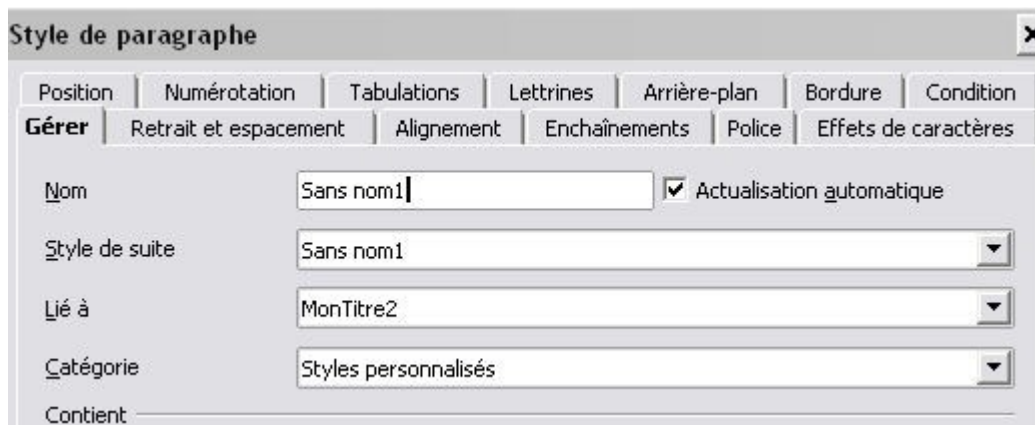 Style de paragraphe
Position Numérotation Tabulations Lettrines Arrière-plan Bordure Condition
Gérer Retrait et espacement Alignement Enchaînements Police Effets de caractères
Nom Sans nom1 Actualisation automatique
Style de suite Sans nom1
Lié à MonTitre2
Catégorie Styles personnalisés
Contient